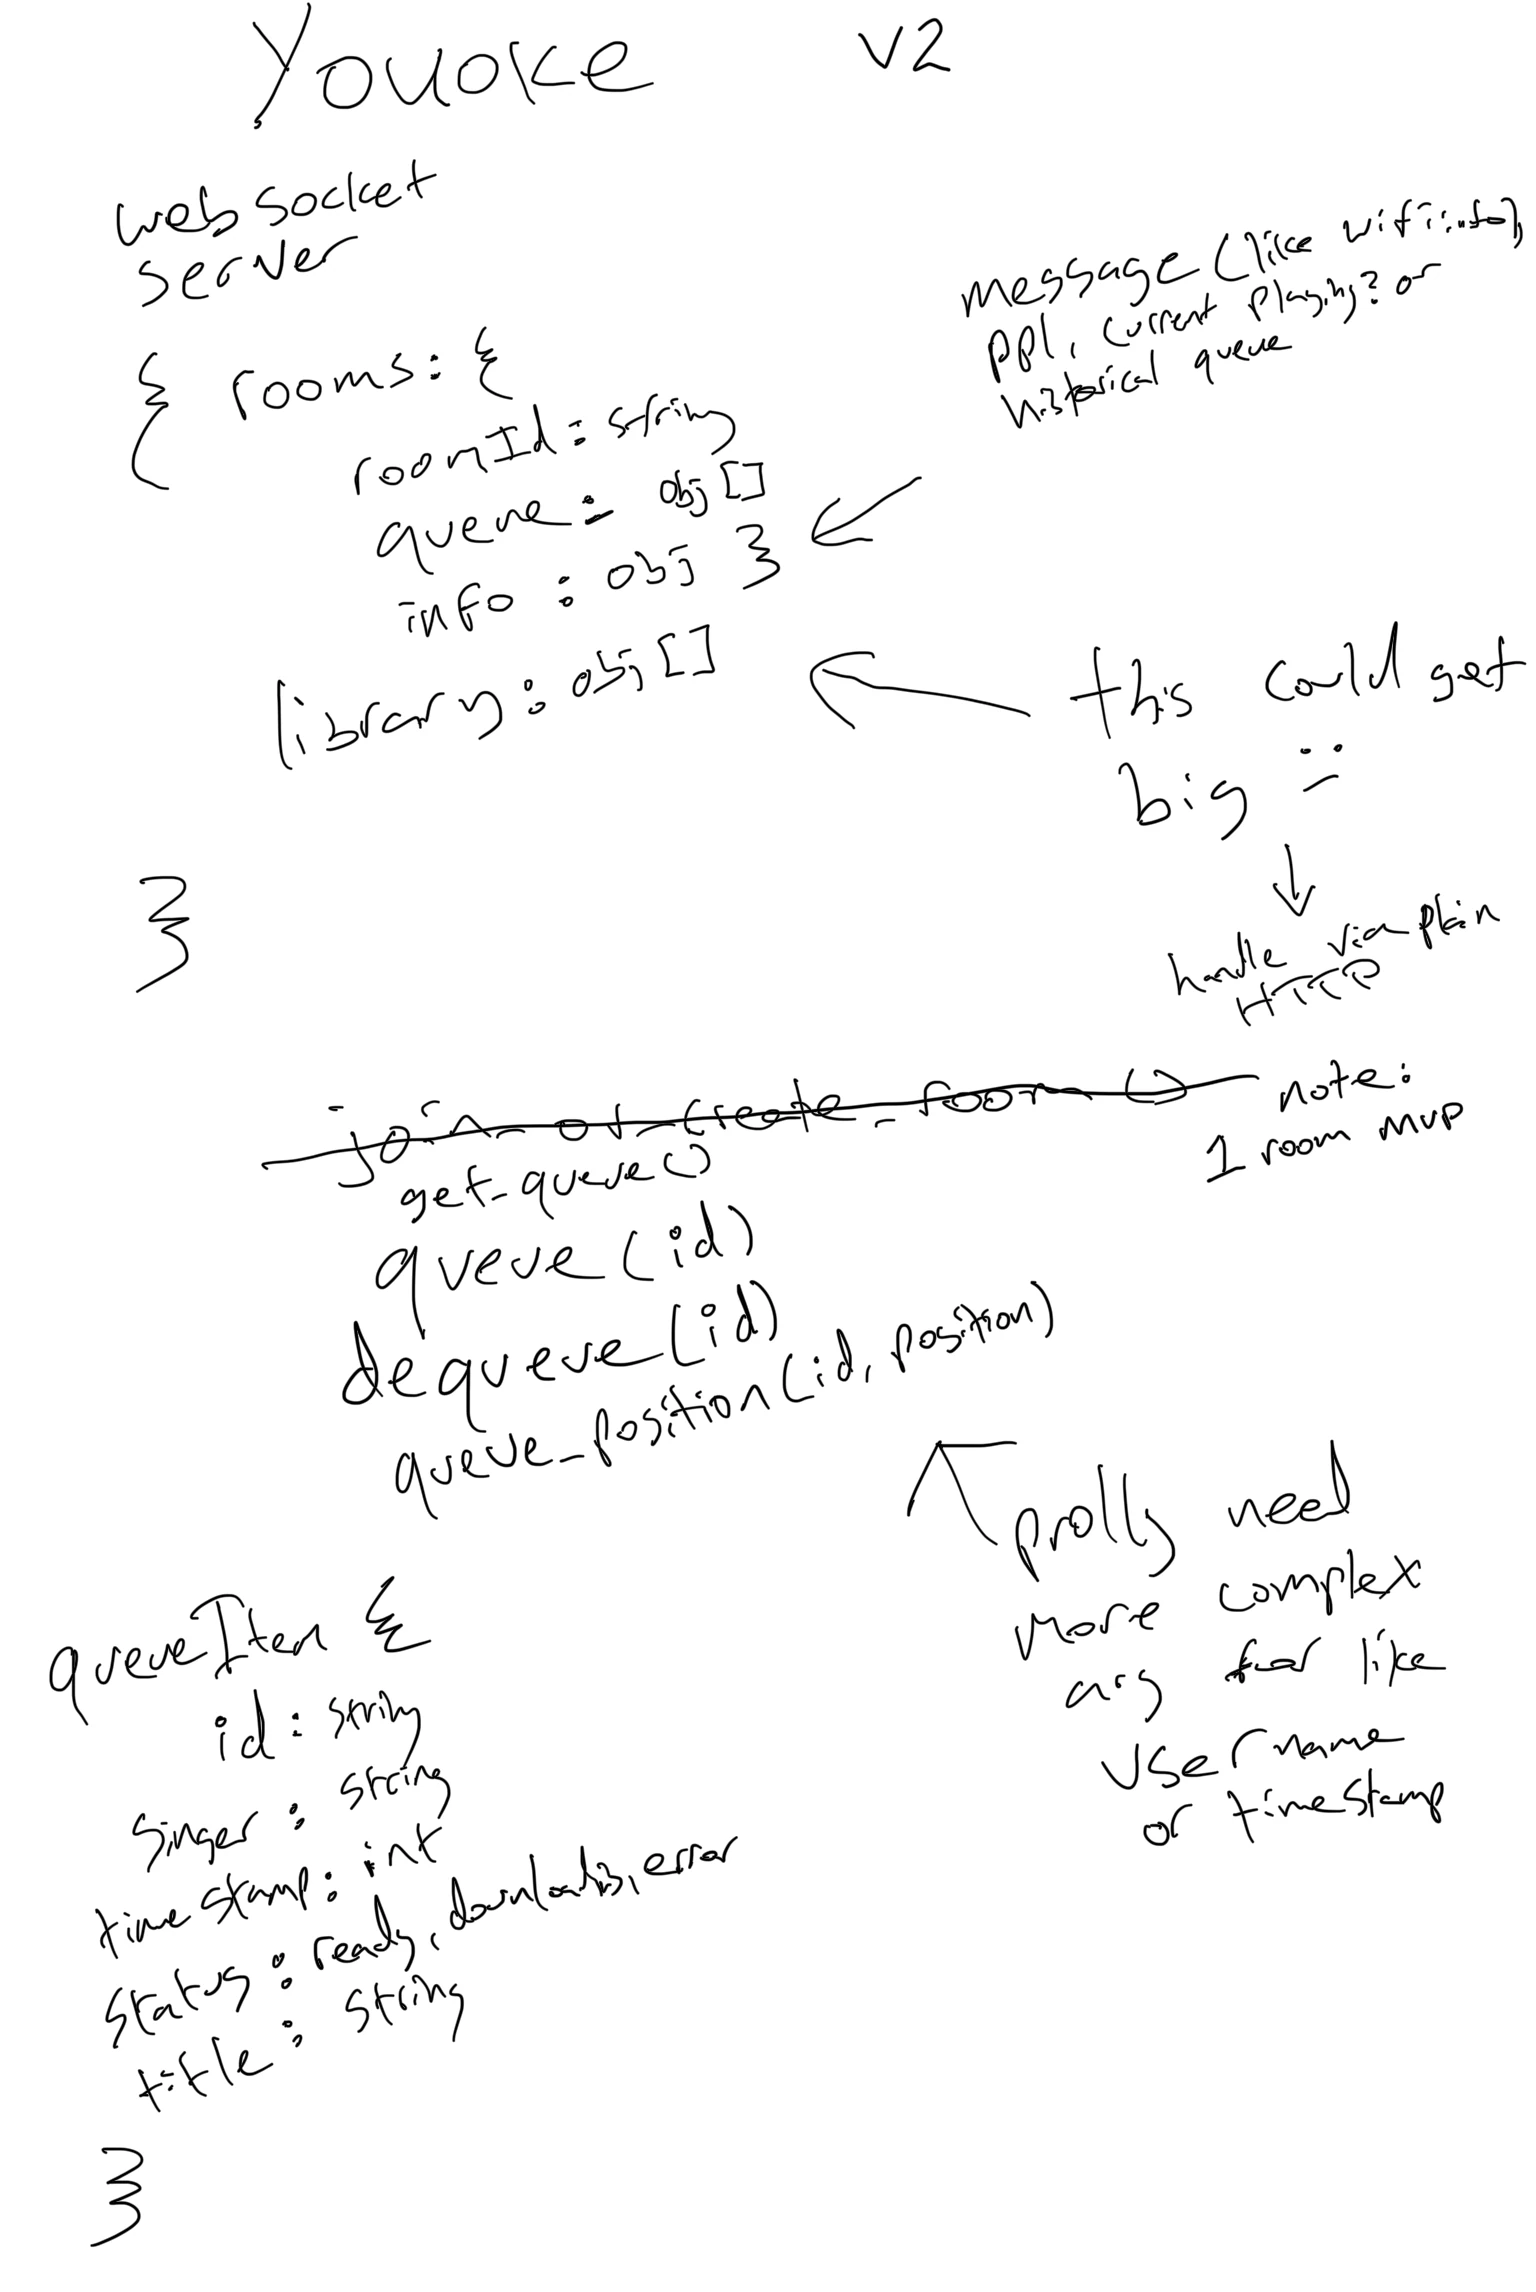 Youoke v2
web socket
server
message (like wifi info),
ppl, current playing? or
historical queue
{ rooms: {
roomId: string
queue: obj[]
info: obj }
library: obj[]
this could get
big
handle via plain
HTTP
}
join_or_create_room()
note:
1 room mvp
get_queue()
queue(id)
dequeue(id)
queue_position(id, position)
prolly need
more complex
arg for like
username
or timestamp
queueItem {
id: string
singer: string
timestamp: int
status: ready, downloading, error
title: string
}